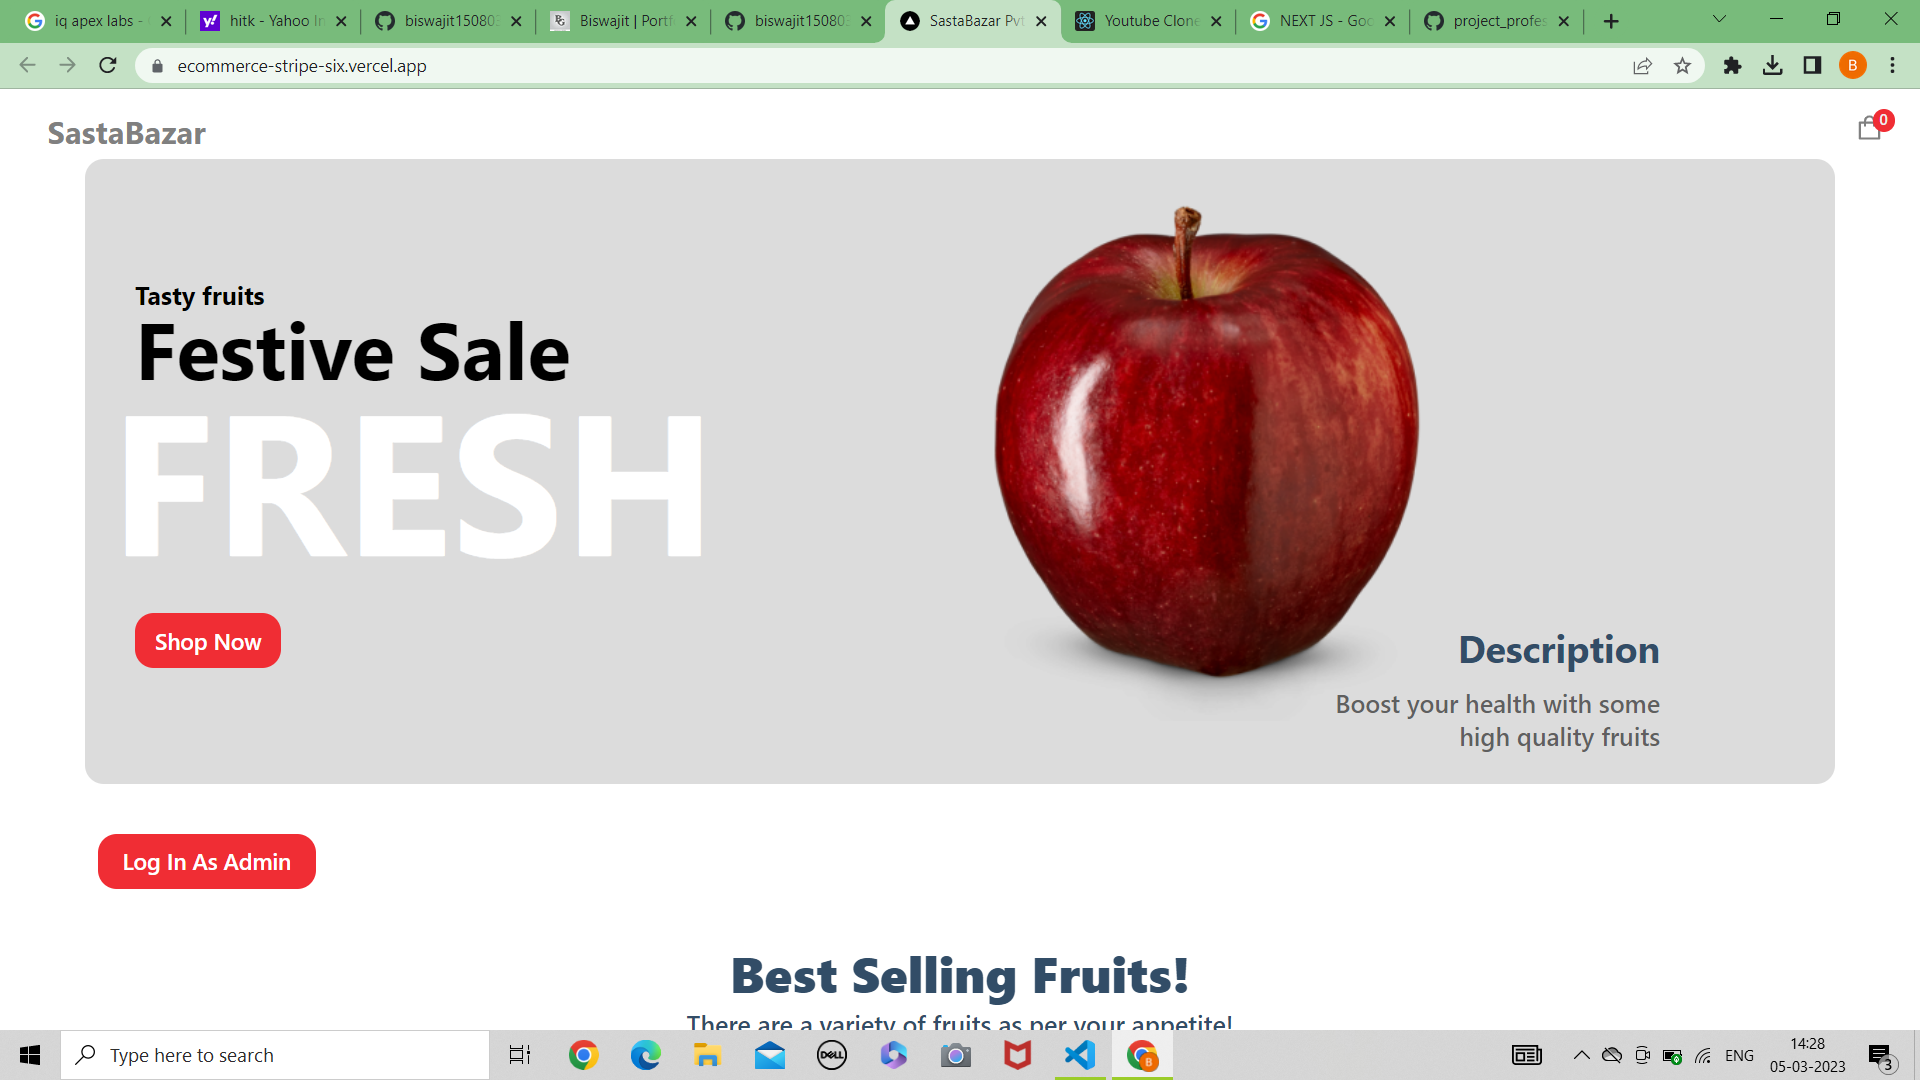 iq apex labs -
hitk - Yahoo In
biswajit15080
Biswajit | Portf
biswajit15080
SastaBazar Pvt
Youtube Clone
NEXT JS - Goo
project_profes
ecommerce-stripe-six.vercel.app
B
SastaBazar
0
Tasty fruits
Festive Sale
FRESH
Shop Now
Description
Boost your health with some
high quality fruits
Log In As Admin
Best Selling Fruits!
There are a variety of fruits as per your appetite!
Type here to search
DELL
B
ENG
14:28
05-03-2023
3